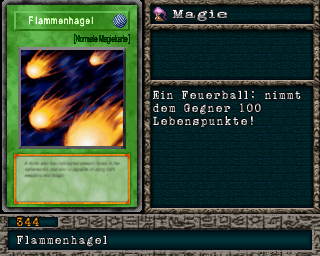 Flammenhagel
[Normale Magiekarte]
Magie
Ein Feuerball: nimmt
dem Gegner 100
Lebenspunkte!
344
Flammenhagel